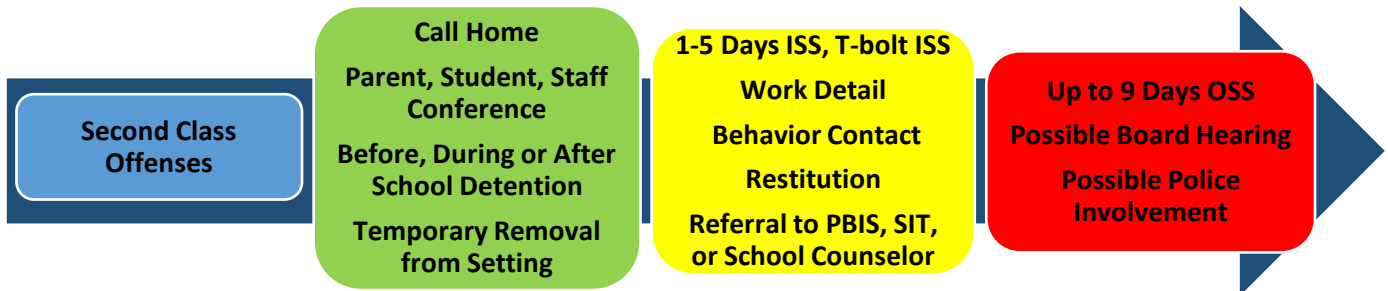 Second Class
Offenses
Call Home
Parent, Student, Staff
Conference
Before, During or After
School Detention
Temporary Removal
from Setting
1-5 Days ISS, T-bolt ISS
Work Detail
Behavior Contact
Restitution
Referral to PBIS, SIT,
or School Counselor
Up to 9 Days OSS
Possible Board Hearing
Possible Police
Involvement